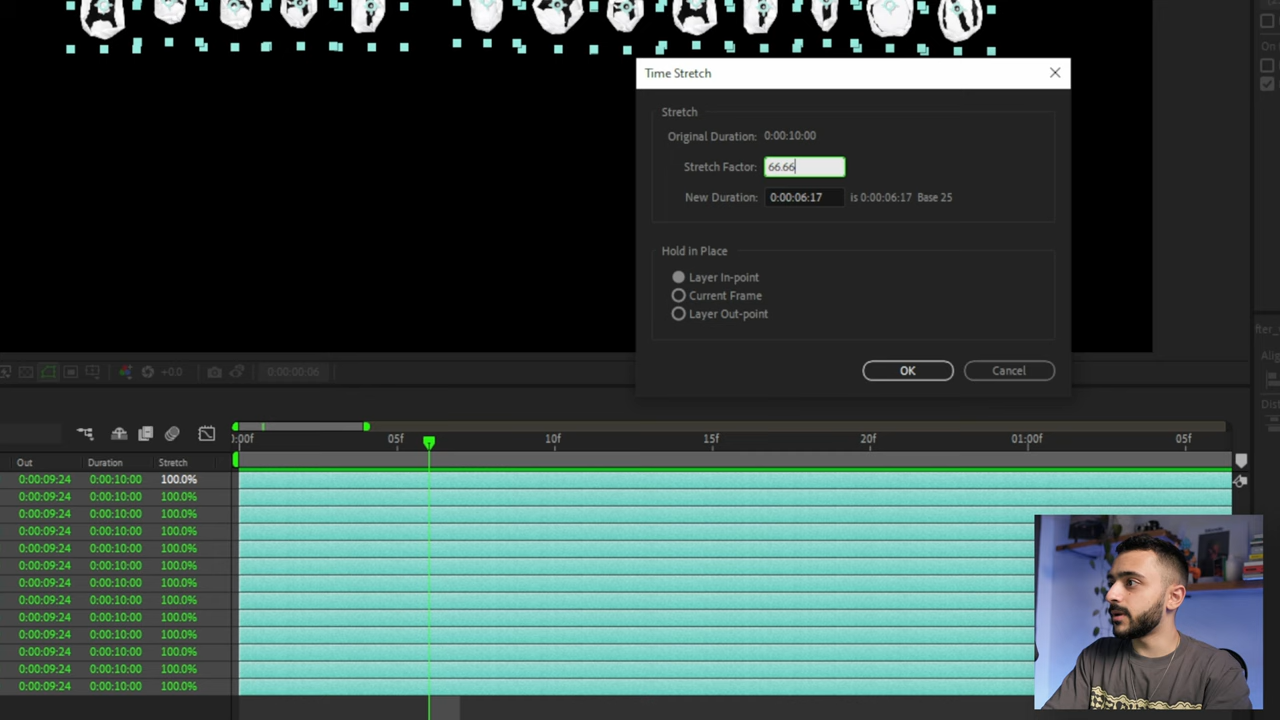 Time Stretch
Stretch
Original Duration: 0:00:10:00
Stretch Factor: 66.66
New Duration: 0:00:06:17 is 0:00:06:17 Base 25
Hold in Place
Layer In-point
Current Frame
Layer Out-point
OK Cancel
+0.0 0:00:00:06
:00f 05f 10f 15f 20f 01:00f 05f
Out Duration Stretch
0:00:09:24 0:00:10:00 100.0%
0:00:09:24 0:00:10:00 100.0%
0:00:09:24 0:00:10:00 100.0%
0:00:09:24 0:00:10:00 100.0%
0:00:09:24 0:00:10:00 100.0%
0:00:09:24 0:00:10:00 100.0%
0:00:09:24 0:00:10:00 100.0%
0:00:09:24 0:00:10:00 100.0%
0:00:09:24 0:00:10:00 100.0%
0:00:09:24 0:00:10:00 100.0%
0:00:09:24 0:00:10:00 100.0%
0:00:09:24 0:00:10:00 100.0%
0:00:09:24 0:00:10:00 100.0%